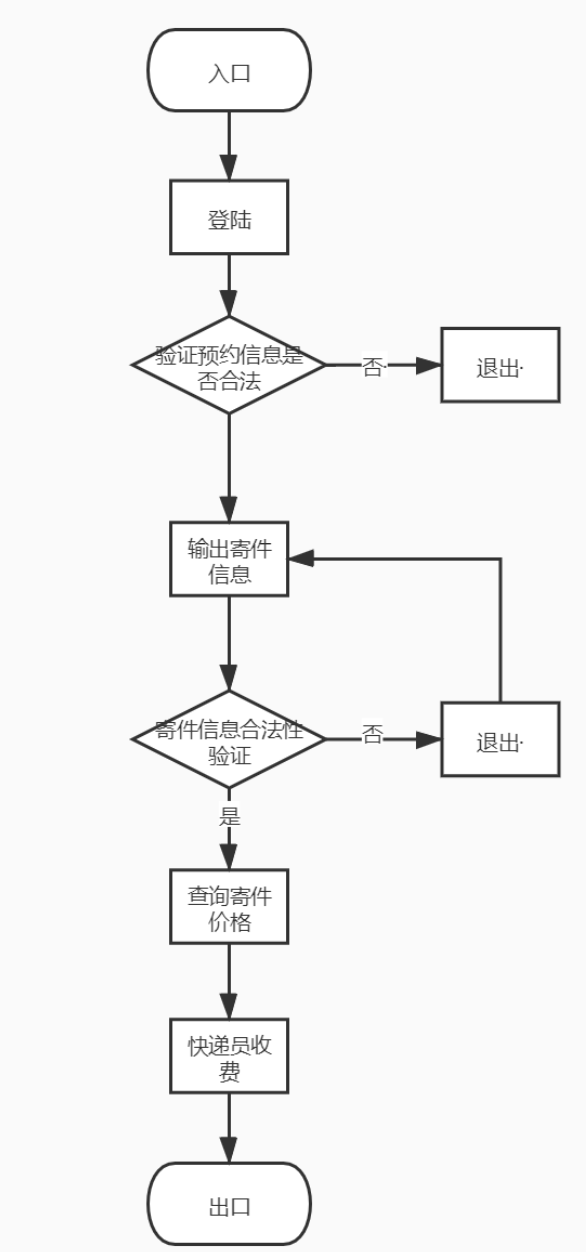 入口
登陆
验证预约信息是
否合法
否·
退出·
输出寄件
信息
寄件信息合法性
验证
否
退出·
是
查询寄件
价格
快递员收
费
出口